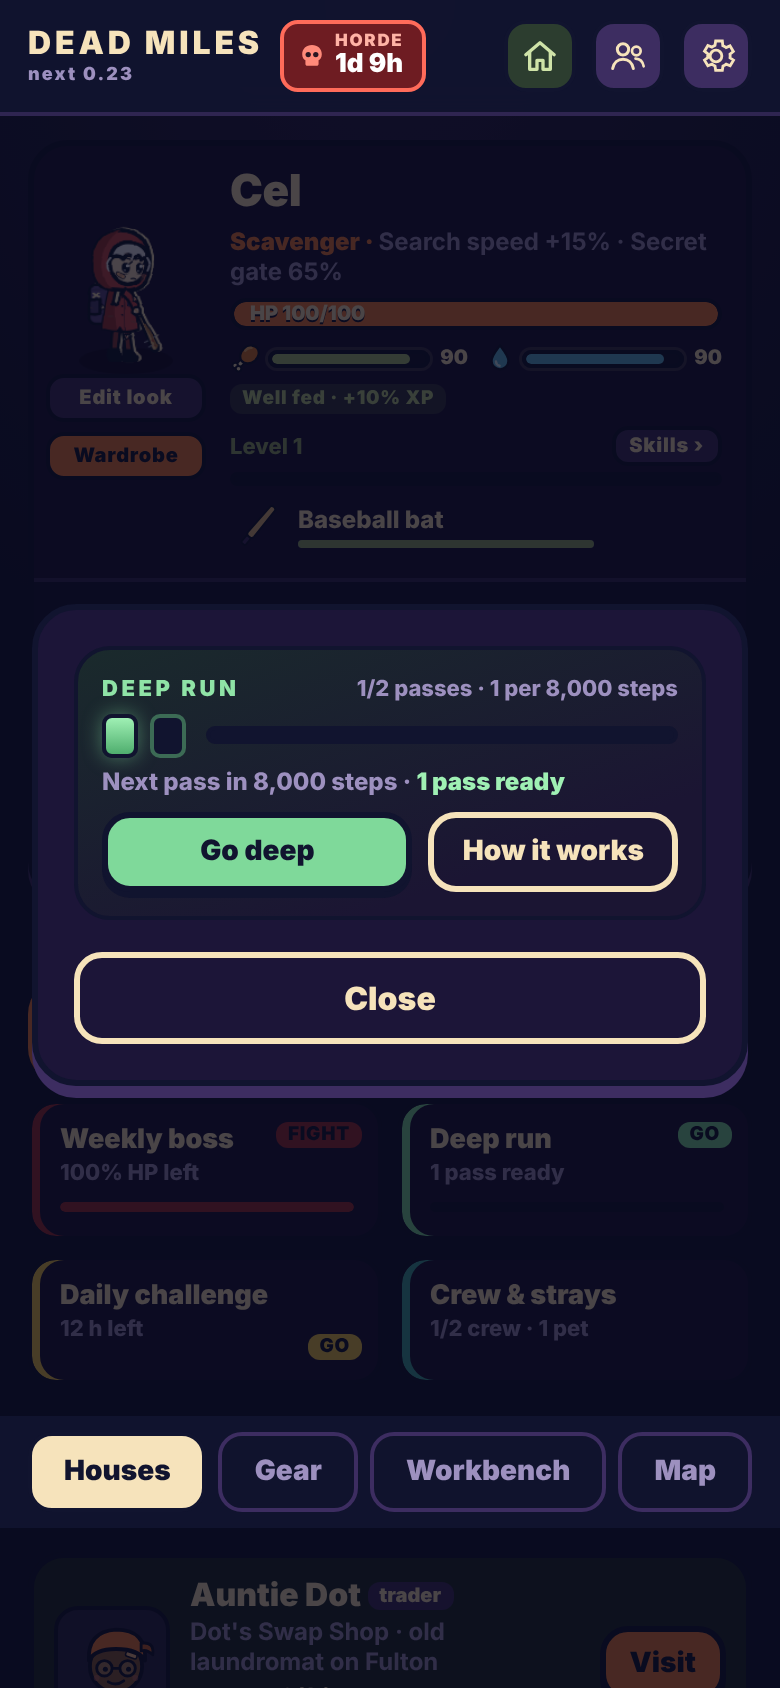 DEAD MILES
next 0.23
HORDE
1d 9h
Cel
Scavenger · Search speed +15% · Secret
gate 65%
HP 100/100
90
90
Edit look
Well fed · +10% XP
Wardrobe
Level 1
Skills ›
Baseball bat
DEEP RUN
1/2 passes · 1 per 8,000 steps
Next pass in 8,000 steps · 1 pass ready
Go deep
How it works
Close
Weekly boss
FIGHT
100% HP left
Deep run
GO
1 pass ready
Daily challenge
12 h left
GO
Crew & strays
1/2 crew · 1 pet
Houses
Gear
Workbench
Map
Auntie Dot
trader
Dot's Swap Shop · old
laundromat on Fulton
Visit